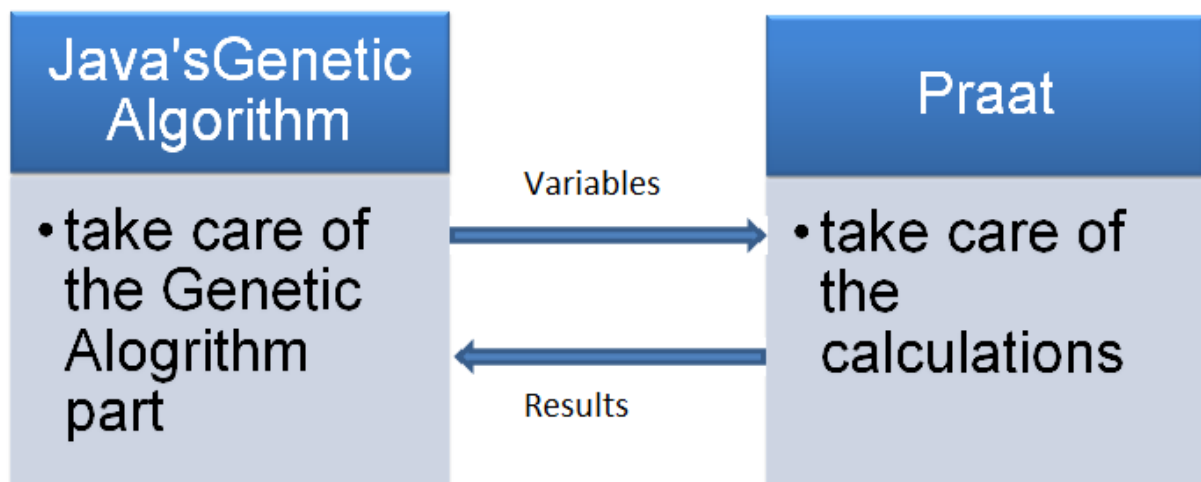 Java'sGenetic
Algorithm
• take care of
the Genetic
Alogrithm
part
Variables
Results
Praat
• take care of
the
calculations